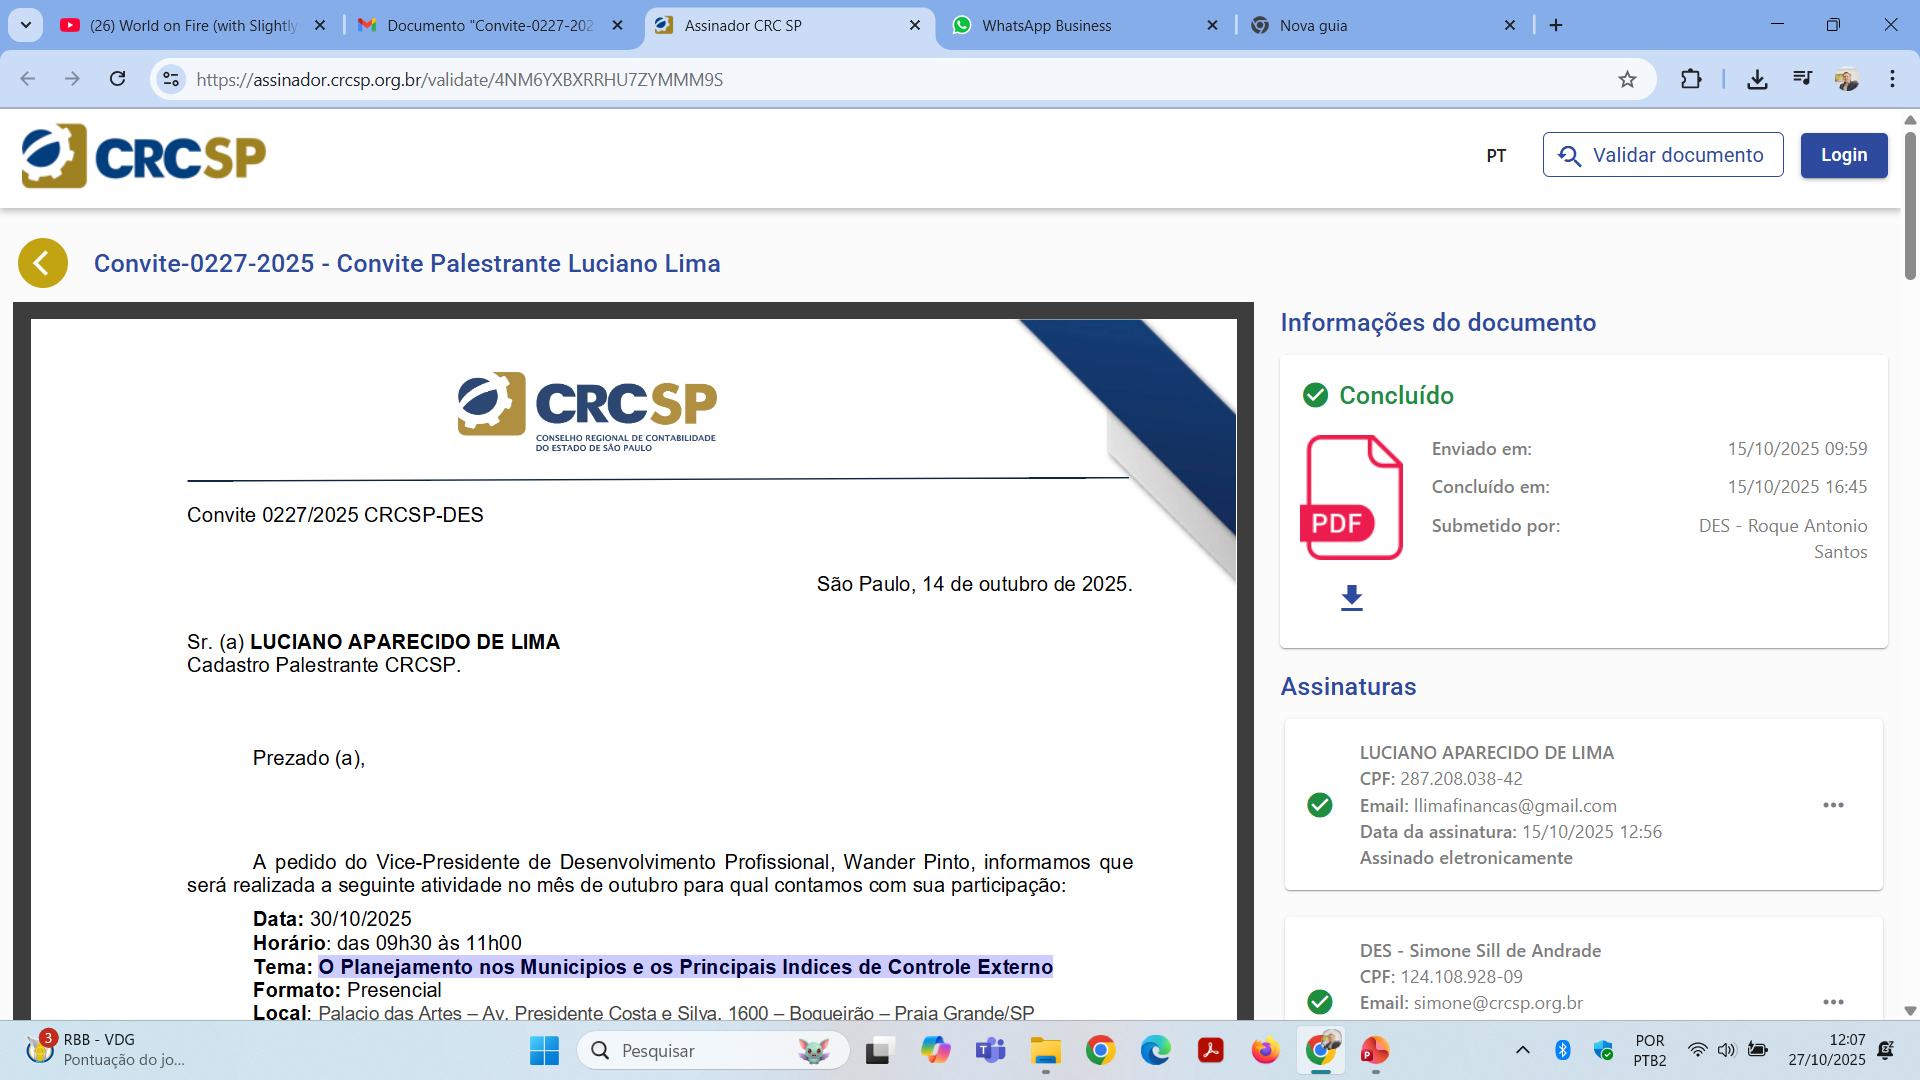 (26) World on Fire (with Slightly
Documento "Convite-0227-202
Assinador CRC SP
WhatsApp Business
Nova guia
https://assinador.crcsp.org.br/validate/4NM6YXBXRRHU7ZYMMM9S
CRCSP
PT
Validar documento
Login
Convite-0227-2025 - Convite Palestrante Luciano Lima
CRCSP
CONSELHO REGIONAL DE CONTABILIDADE
DO ESTADO DE SÃO PAULO
Convite 0227/2025 CRCSP-DES
São Paulo, 14 de outubro de 2025.
Sr. (a) LUCIANO APARECIDO DE LIMA
Cadastro Palestrante CRCSP.
Prezado (a),
A pedido do Vice-Presidente de Desenvolvimento Profissional, Wander Pinto, informamos que
será realizada a seguinte atividade no mês de outubro para qual contamos com sua participação:
Data: 30/10/2025
Horário: das 09h30 às 11h00
Tema: O Planejamento nos Municipios e os Principais Indices de Controle Externo
Formato: Presencial
Local: Palacio das Artes – Av. Presidente Costa e Silva, 1600 – Boqueirão – Praia Grande/SP
Informações do documento
Concluído
PDF
Enviado em: 15/10/2025 09:59
Concluído em: 15/10/2025 16:45
Submetido por: DES - Roque Antonio
Santos
Assinaturas
LUCIANO APARECIDO DE LIMA
CPF: 287.208.038-42
Email: llimafinancas@gmail.com
Data da assinatura: 15/10/2025 12:56
Assinado eletronicamente
DES - Simone Sill de Andrade
CPF: 124.108.928-09
Email: simone@crcsp.org.br
3
RBB - VDG
Pontuação do jo...
Pesquisar
POR
PTB2
12:07
27/10/2025